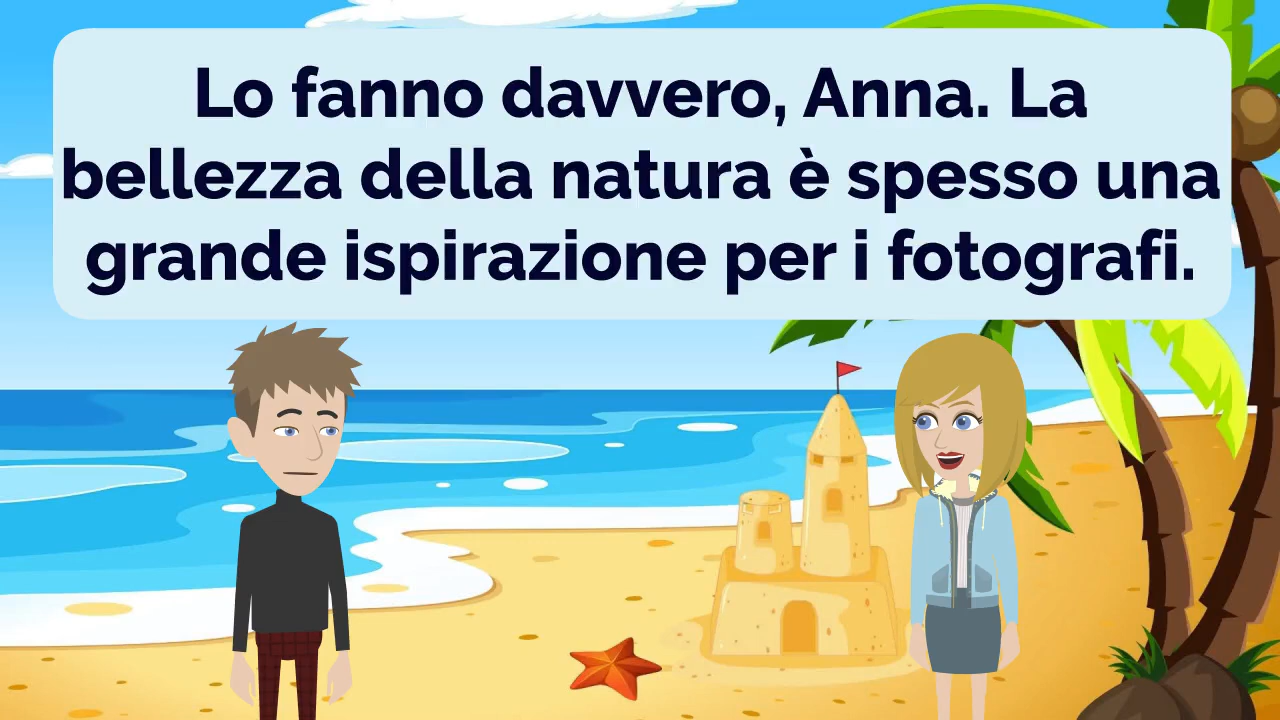 Lo fanno davvero, Anna. La
bellezza della natura è spesso una
grande ispirazione per i fotografi.